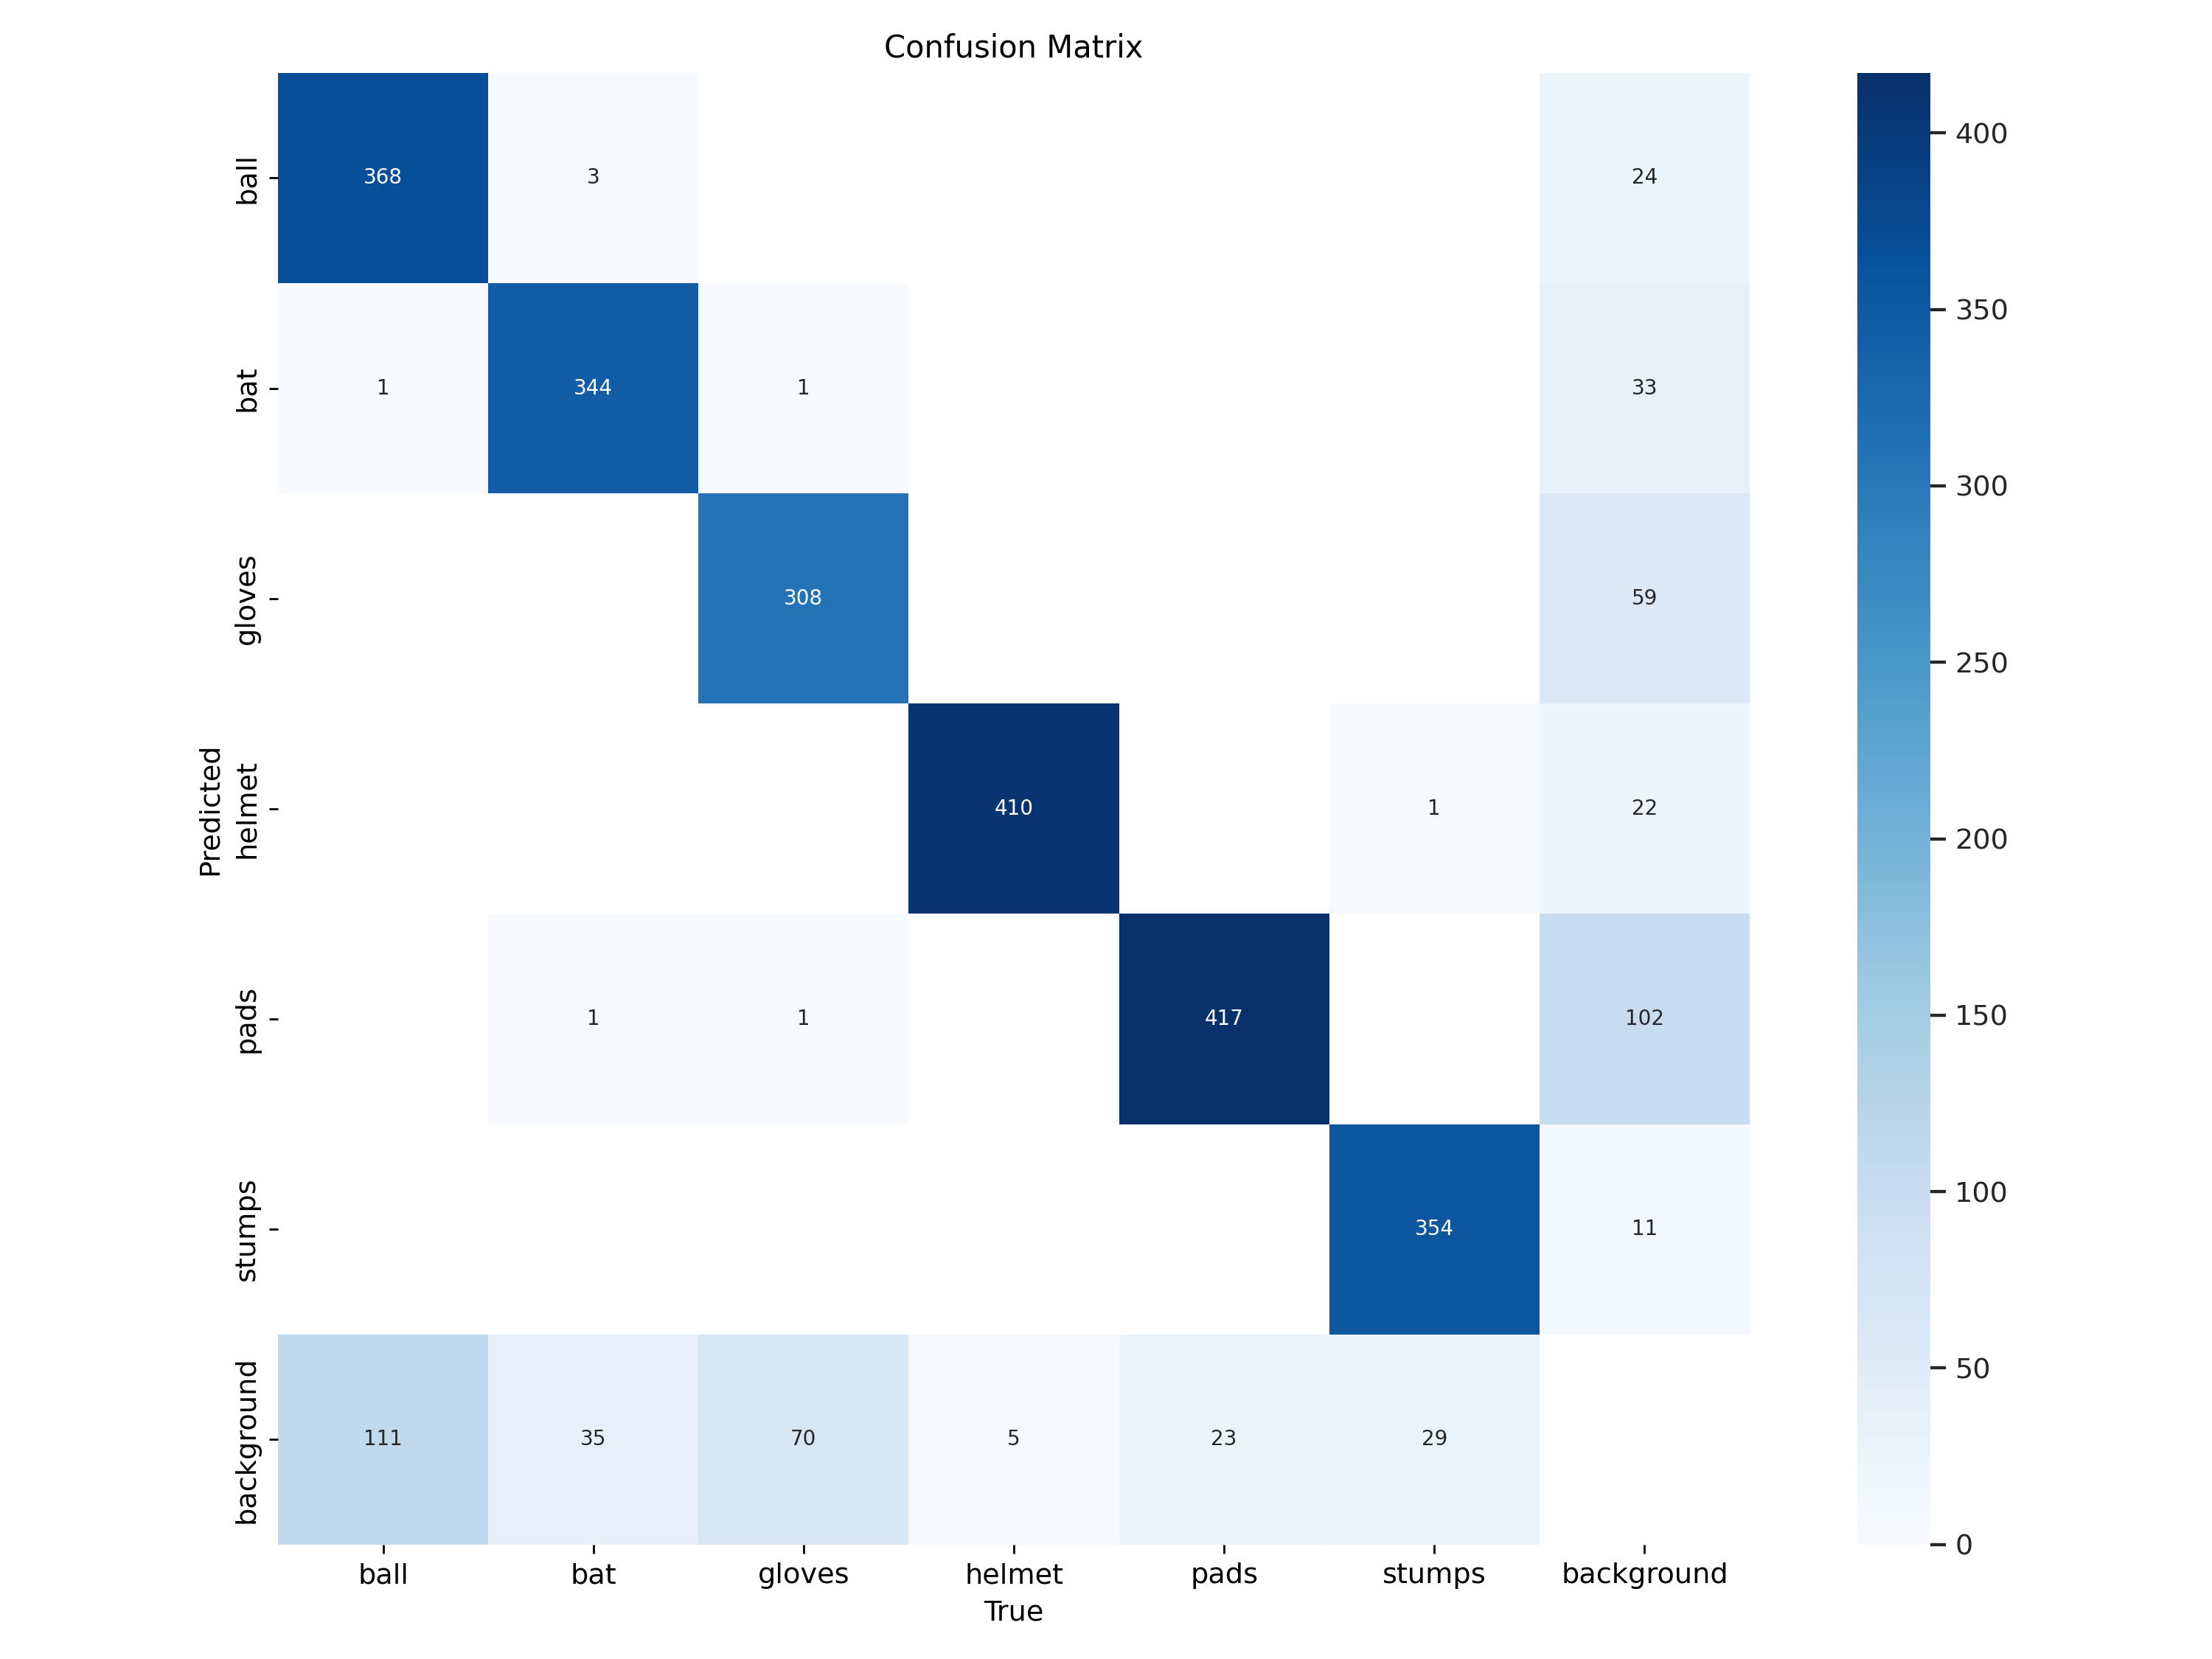 Confusion Matrix
ball 368 3 24
bat 1 344 1 33
gloves 308 59
helmet 410 1 22
pads 1 1 417 102
stumps 354 11
background 111 35 70 5 23 29
Predicted
ball bat gloves helmet pads stumps background
True
400
350
300
250
200
150
100
50
0